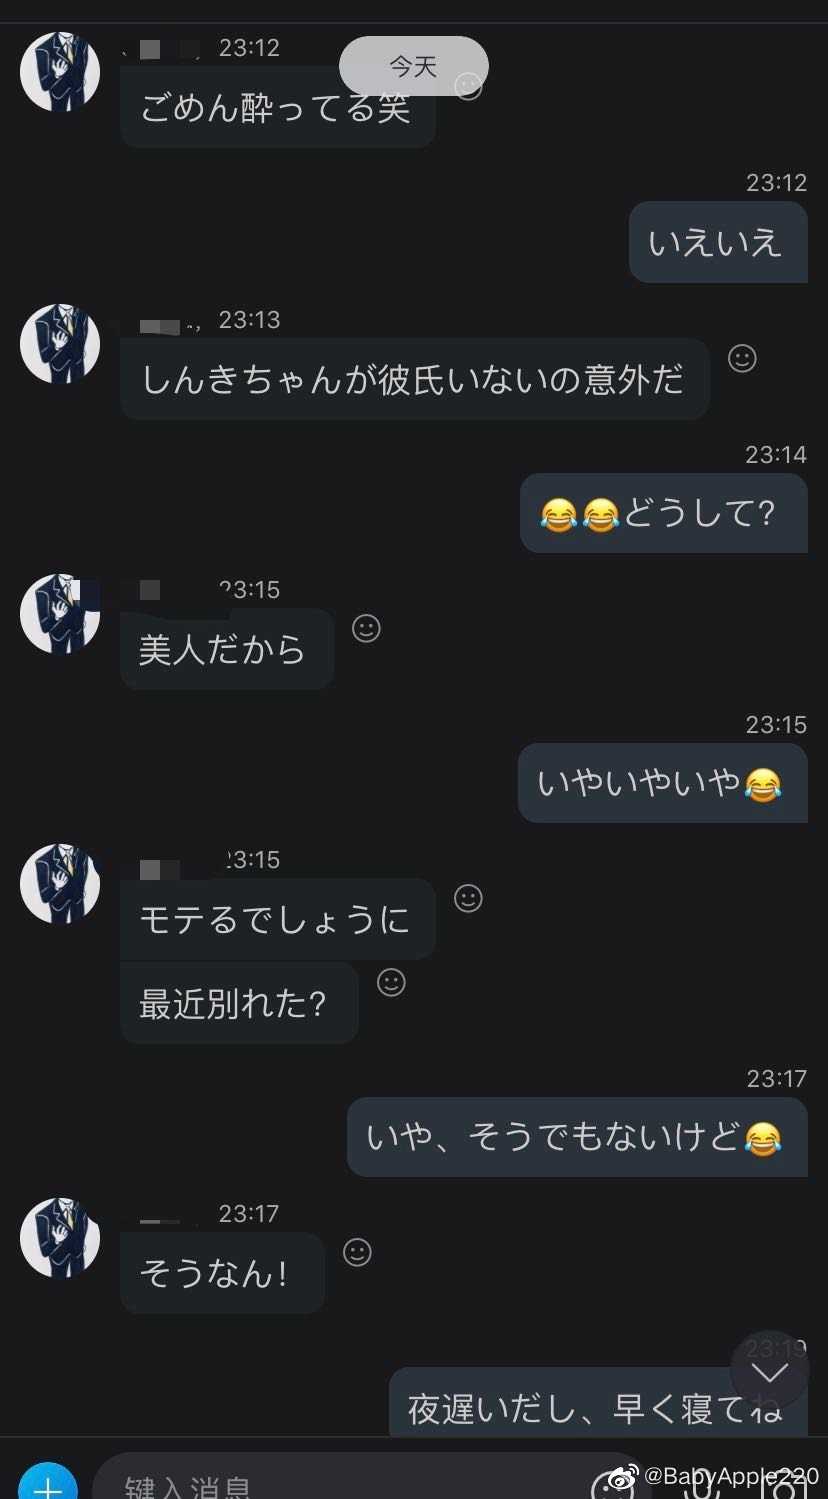 23:12
今天
ごめん酔ってる笑
23:12
いえいえ
23:13
しんきちゃんが彼氏いないの意外だ
23:14
😂😂どうして?
23:15
美人だから
23:15
いやいやいや😂
23:15
モテるでしょうに
最近別れた?
23:17
いや、そうでもないけど😂
23:17
そうなん!
23:19
夜遅いだし、早く寝てね
键入消息
@BabyApple220